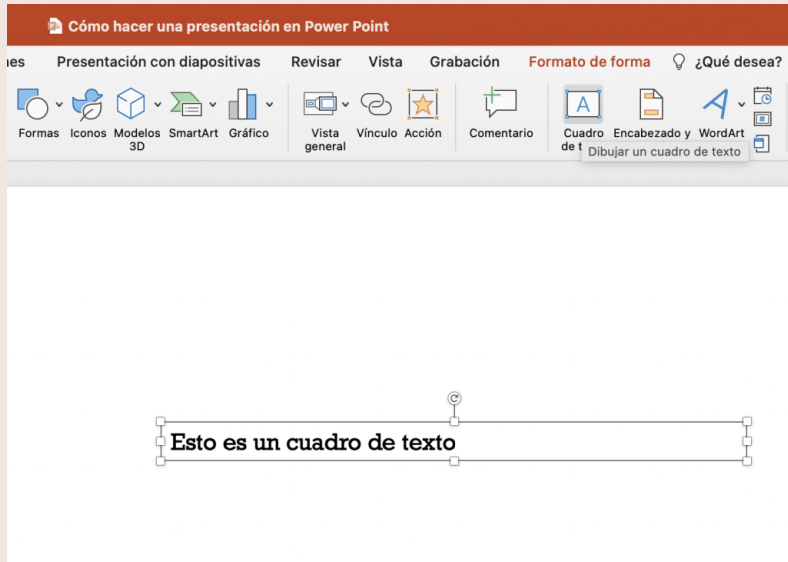 Cómo hacer una presentación en Power Point
nes Presentación con diapositivas Revisar Vista Grabación Formato de forma ¿Qué desea?
Formas Iconos Modelos 3D SmartArt Gráfico Vista general Vínculo Acción Comentario Cuadro de t Encabezado y WordArt
Dibujar un cuadro de texto
Esto es un cuadro de texto